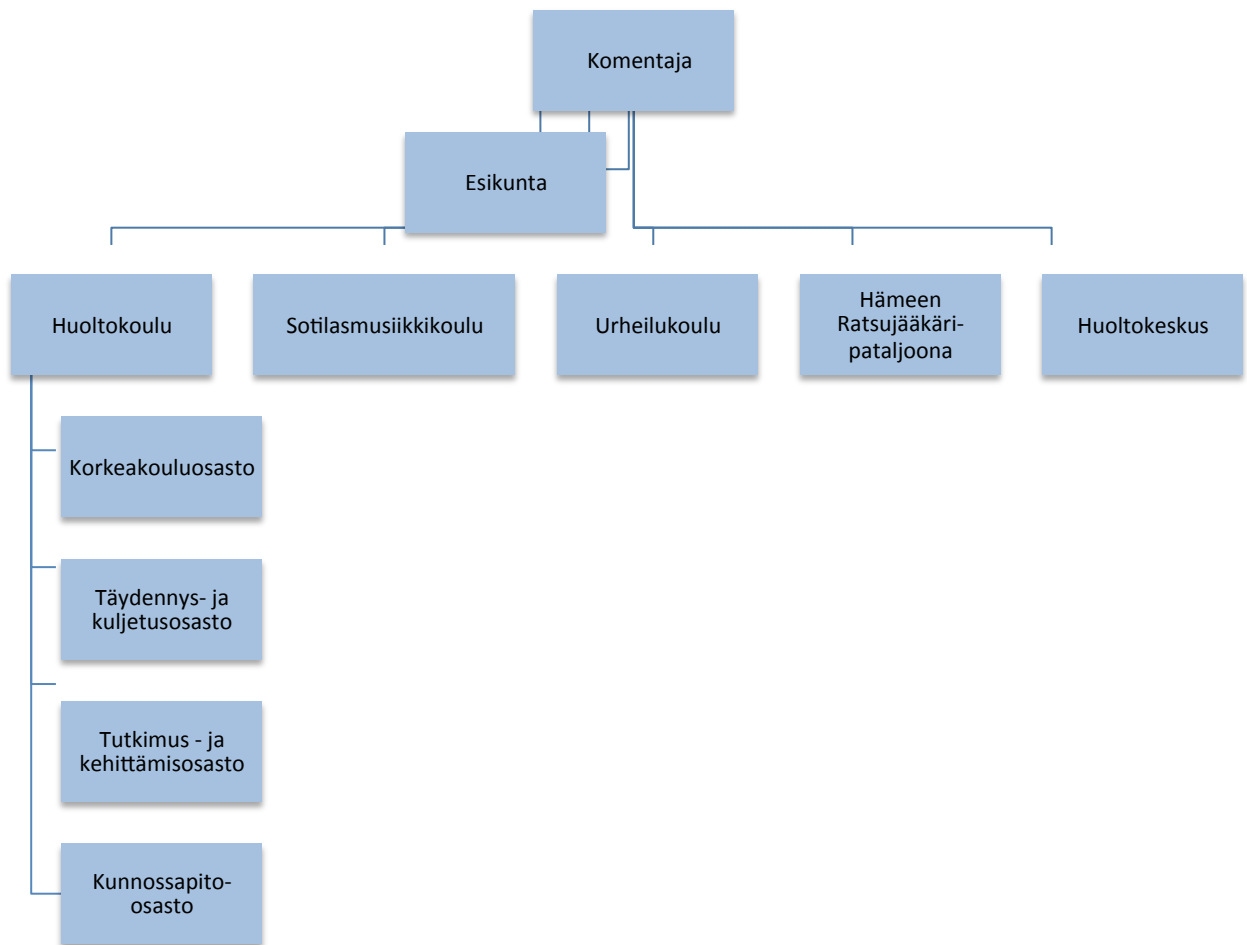 Komentaja
Esikunta
Huoltokoulu
Sotilasmusiikkikoulu
Urheilukoulu
Hämeen
Ratsujääkäri-
pataljoona
Huoltokeskus
Korkeakouluosasto
Täydennys- ja
kuljetusosasto
Tutkimus - ja
kehittämisosasto
Kunnossapito-
osasto